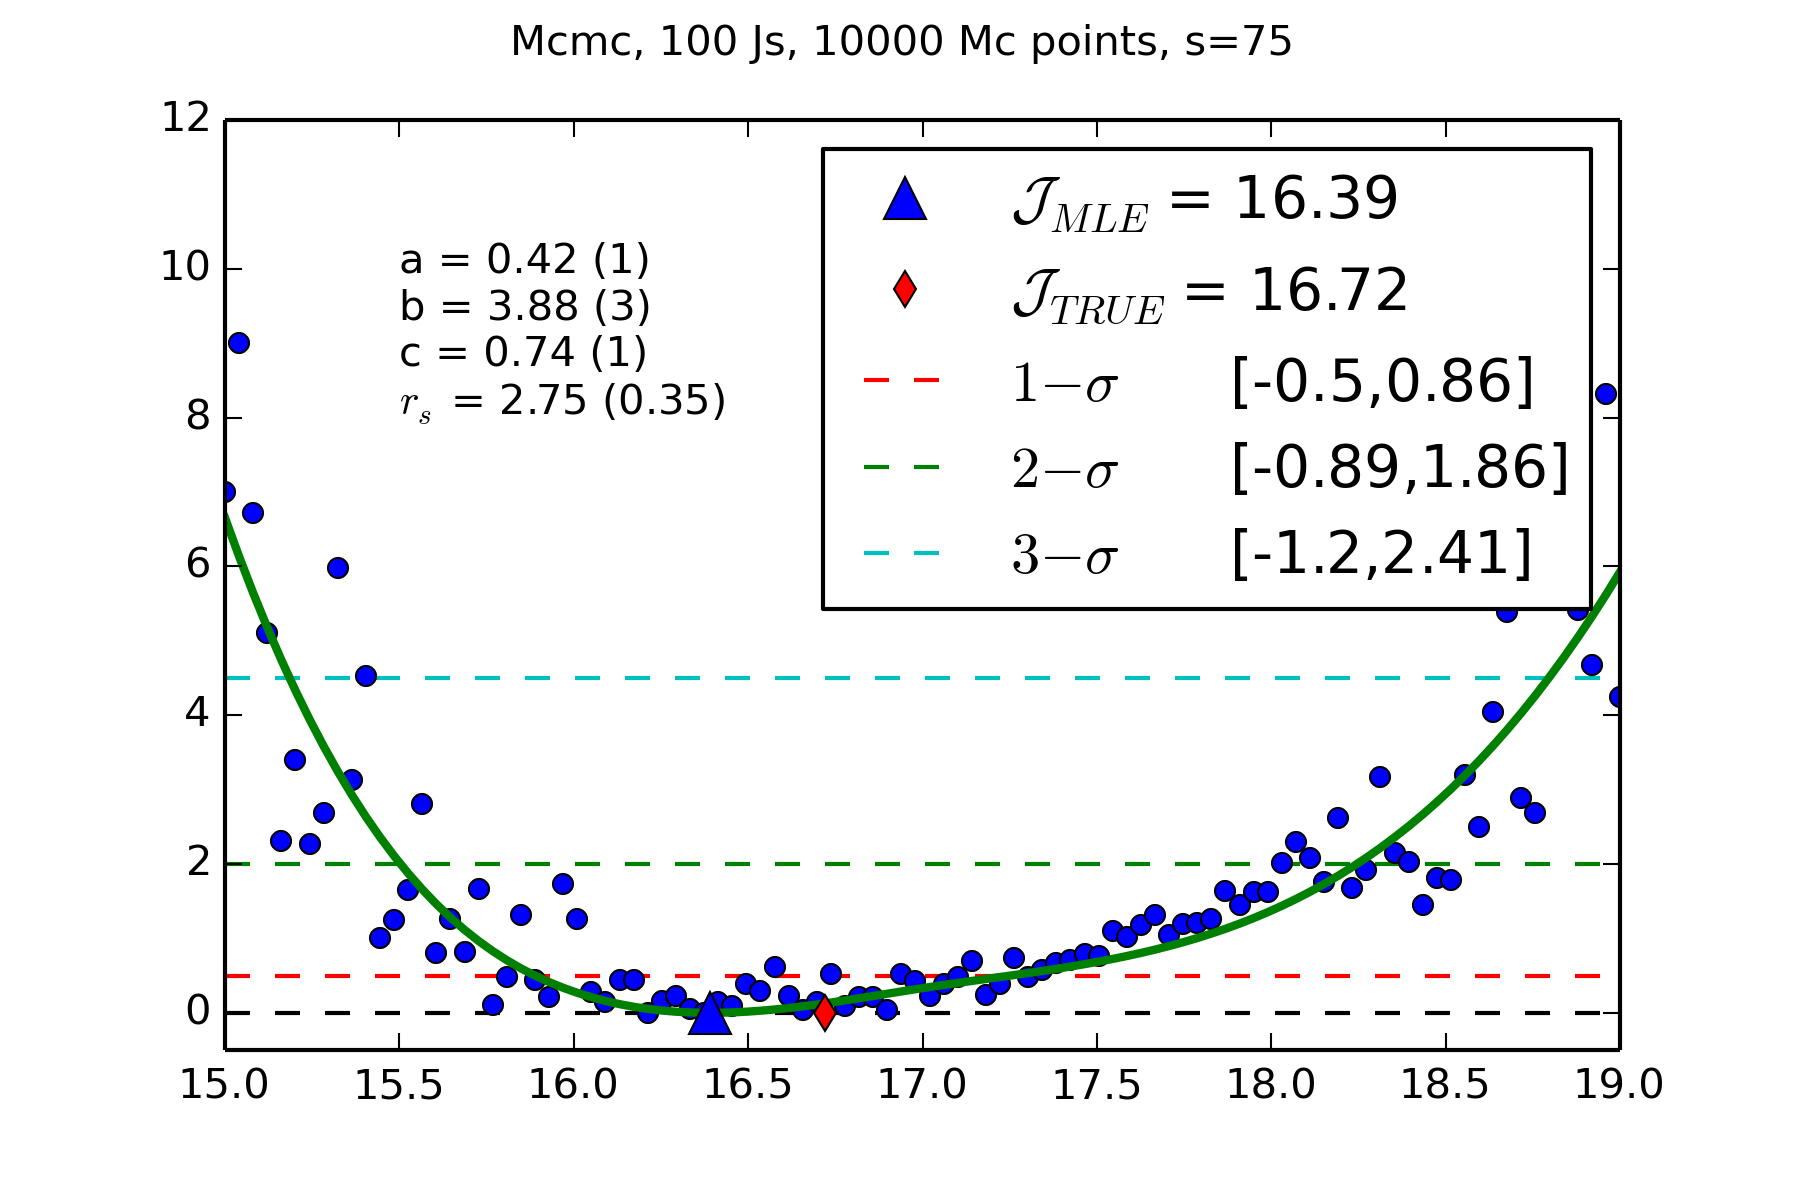 Mcmc, 100 Js, 10000 Mc points, s=75
12
10
8
6
4
2
0
a = 0.42 (1)
b = 3.88 (3)
c = 0.74 (1)
r_s = 2.75 (0.35)
𝒥_MLE = 16.39
𝒥_TRUE = 16.72
1−σ [-0.5,0.86]
2−σ [-0.89,1.86]
3−σ [-1.2,2.41]
15.0 15.5 16.0 16.5 17.0 17.5 18.0 18.5 19.0